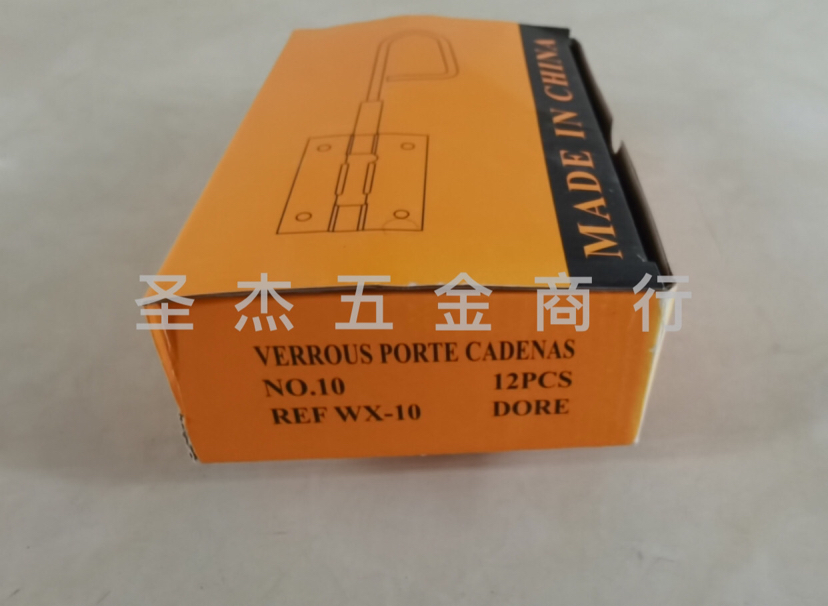 MADE IN CHINA
圣杰五金商行
VERROUS PORTE CADENAS
NO.10 12PCS
REF WX-10 DORE